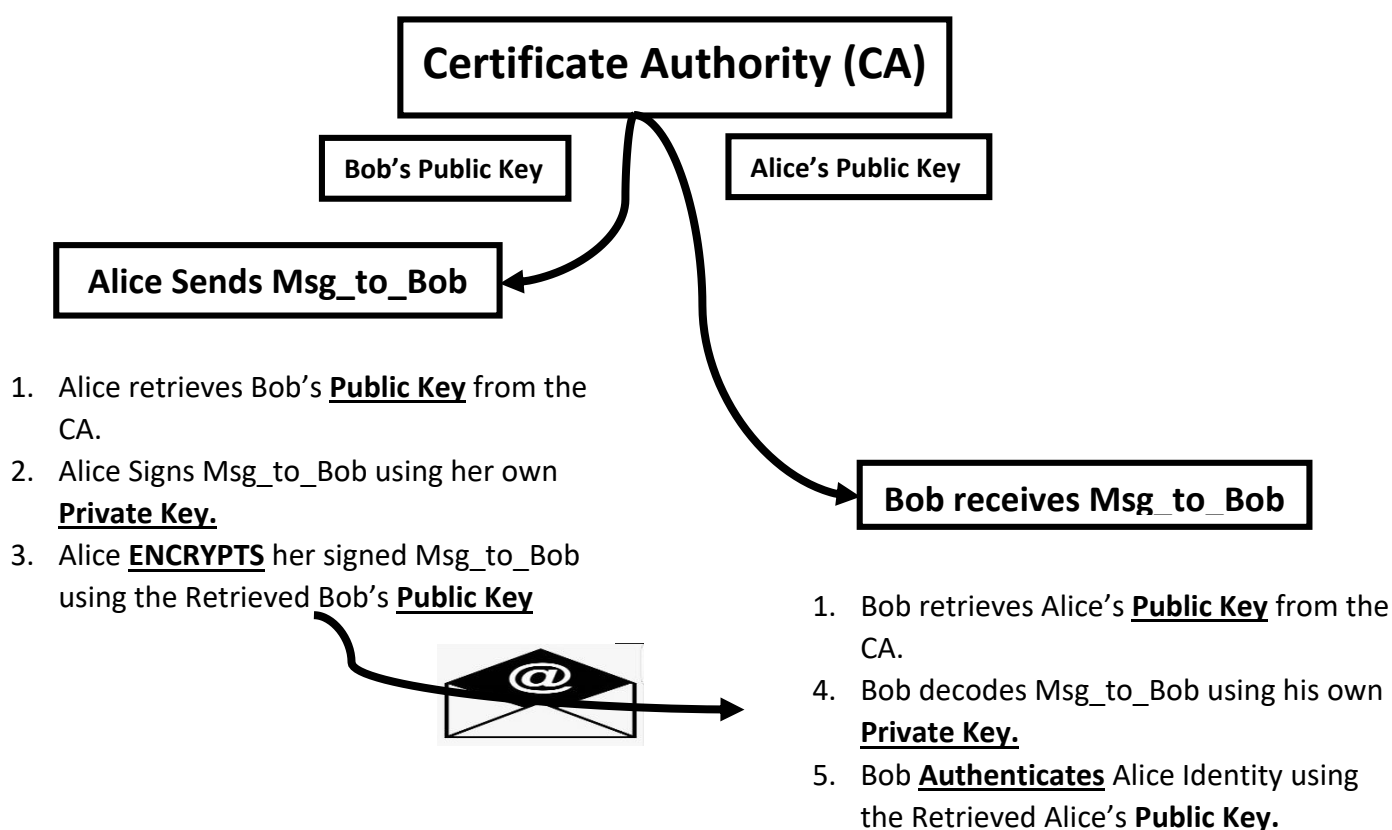 Certificate Authority (CA)
Bob’s Public Key
Alice’s Public Key
Alice Sends Msg_to_Bob
1. Alice retrieves Bob’s Public Key from the
CA.
2. Alice Signs Msg_to_Bob using her own
Private Key.
3. Alice ENCRYPTS her signed Msg_to_Bob
using the Retrieved Bob’s Public Key
@
Bob receives Msg_to_Bob
1. Bob retrieves Alice’s Public Key from the
CA.
4. Bob decodes Msg_to_Bob using his own
Private Key.
5. Bob Authenticates Alice Identity using
the Retrieved Alice’s Public Key.